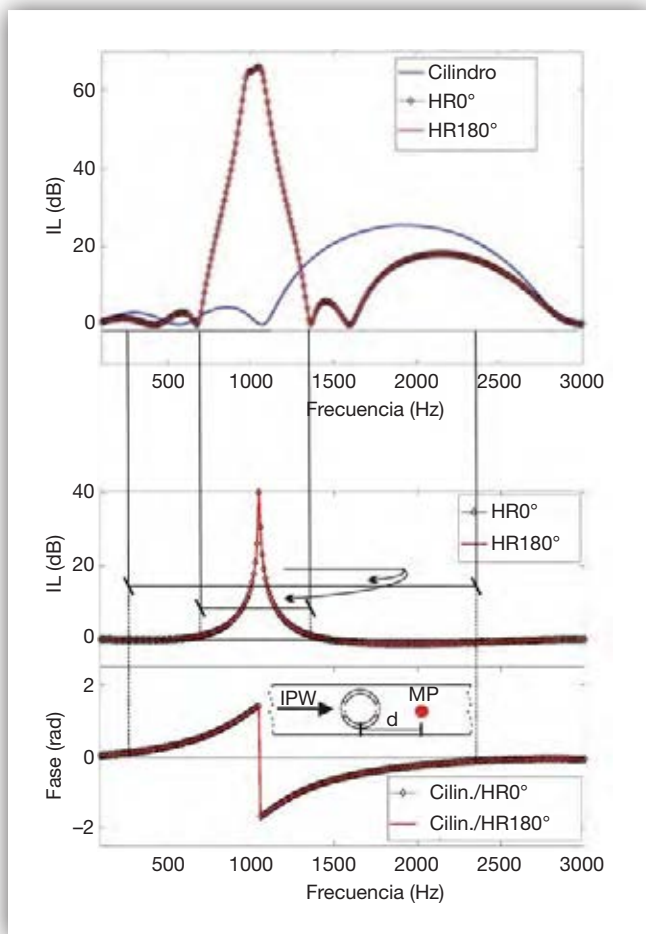 60
40
20
0
IL (dB)
Cilindro
HR0°
HR180°
500 1000 1500 2000 2500 3000
Frecuencia (Hz)
40
20
0
IL (dB)
HR0°
HR180°
2
0
−2
Fase (rad)
IPW
MP
d
Cilin./HR0°
Cilin./HR180°
500 1000 1500 2000 2500 3000
Frecuencia (Hz)